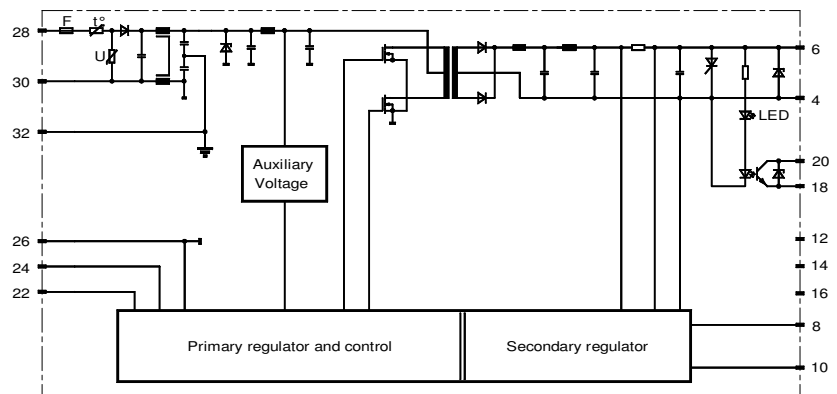 F t°
28
6
U
30
4
LED
32
20
Auxiliary
Voltage
18
26
12
24
14
22
16
8
Primary regulator and control
Secondary regulator
10